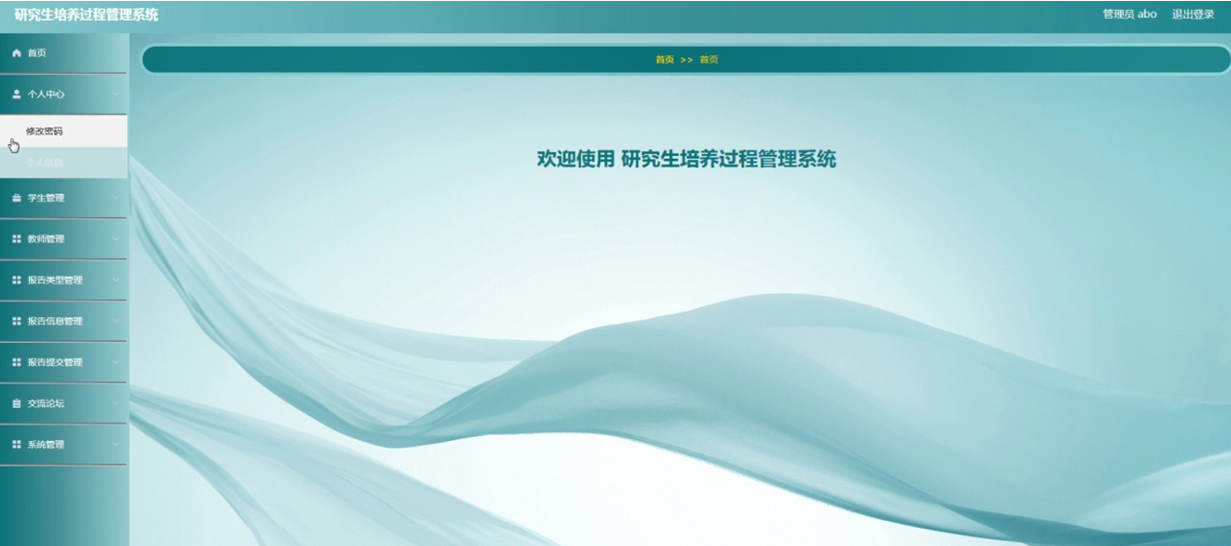 研究生培养过程管理系统
管理员 abo 退出登录
首页
首页 >> 首页
个人中心
修改密码
个人信息
欢迎使用 研究生培养过程管理系统
学生管理
教师管理
报告类型管理
报告信息管理
报告提交管理
交流论坛
系统管理